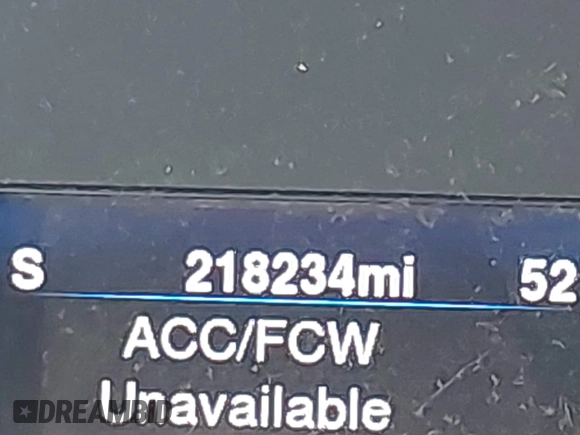 S 218234mi 52
ACC/FCW
Unavailable
DREAMBID